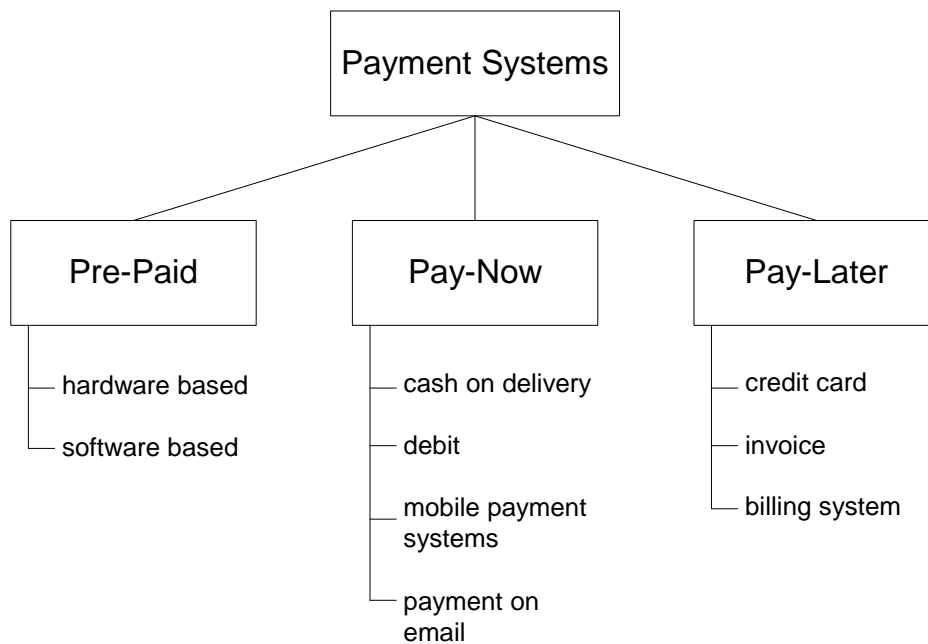 Payment Systems
Pre-Paid
hardware based
software based
Pay-Now
cash on delivery
debit
mobile payment
systems
payment on
email
Pay-Later
credit card
invoice
billing system